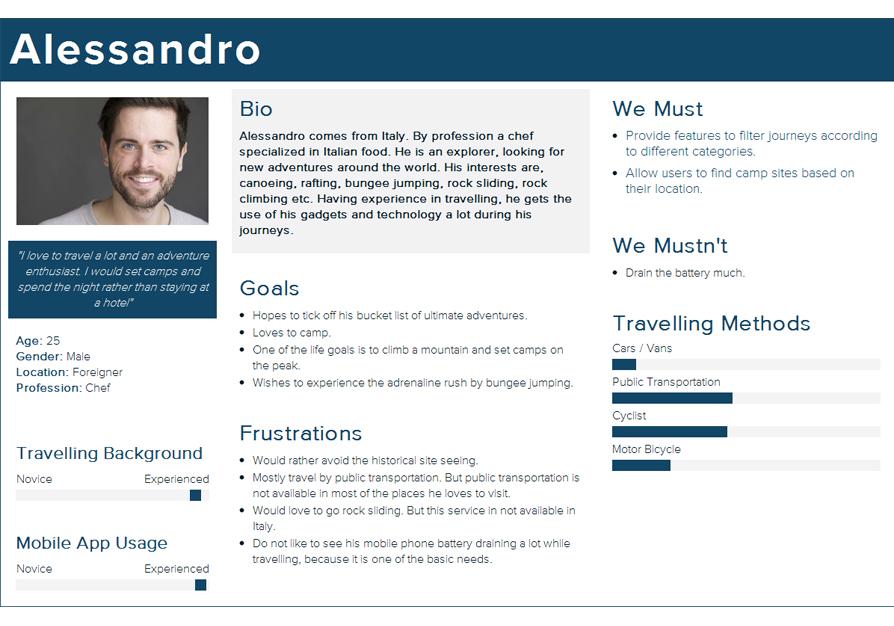 Alessandro
"I love to travel a lot and an adventure
enthusiast. I would set camps and
spend the night rather than staying at
a hotel"
Age: 25
Gender: Male
Location: Foreigner
Profession: Chef
Travelling Background
Novice Experienced
Mobile App Usage
Novice Experienced
Bio
Alessandro comes from Italy. By profession a chef
specialized in Italian food. He is an explorer, looking for
new adventures around the world. His interests are,
canoeing, rafting, bungee jumping, rock sliding, rock
climbing etc. Having experience in travelling, he gets the
use of his gadgets and technology a lot during his
journeys.
Goals
• Hopes to tick off his bucket list of ultimate adventures.
• Loves to camp.
• One of the life goals is to climb a mountain and set camps on
the peak.
• Wishes to experience the adrenaline rush by bungee jumping.
Frustrations
• Would rather avoid the historical site seeing.
• Mostly travel by public transportation. But public transportation is
not available in most of the places he loves to visit.
• Would love to go rock sliding. But this service in not available in
Italy.
• Do not like to see his mobile phone battery draining a lot while
travelling, because it is one of the basic needs.
We Must
• Provide features to filter journeys according
to different categories.
• Allow users to find camp sites based on
their location.
We Mustn't
• Drain the battery much.
Travelling Methods
Cars / Vans
Public Transportation
Cyclist
Motor Bicycle